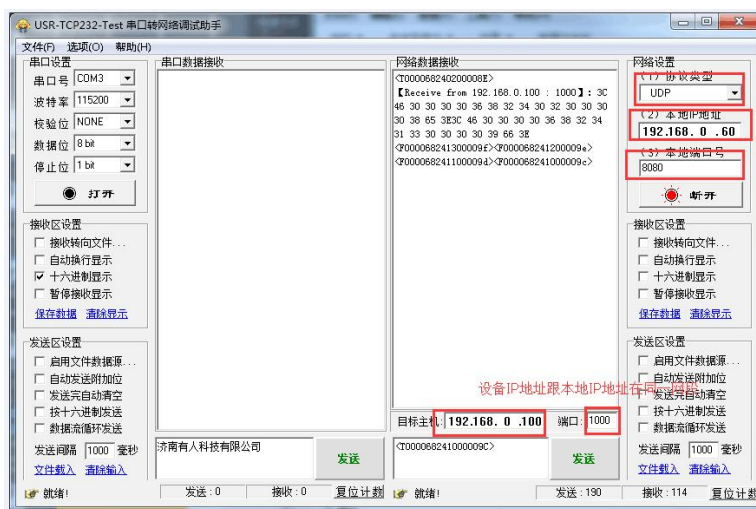 USR-TCP232-Test 串口转网络调试助手
文件(F) 选项(O) 帮助(H)
串口设置
串口号 COM3
波特率 115200
校验位 NONE
数据位 8 bit
停止位 1 bit
打开
接收区设置
接收转向文件...
自动换行显示
十六进制显示
暂停接收显示
保存数据 清除显示
发送区设置
启用文件数据源...
自动发送附加位
发送完自动清空
按十六进制发送
数据流循环发送
发送间隔 1000 毫秒
文件载入 清除输入
串口数据接收
济南有人科技有限公司
发送
网络数据接收
<T0000068240200008E>
【Receive from 192.168.0.100 : 1000】: 3C
46 30 30 30 30 36 38 32 34 30 32 30 30 30
30 38 65 3E3C 46 30 30 30 30 36 38 32 34
31 33 30 30 30 30 39 66 3E
<F000068241300009f><F000068241200009e>
<F000068241100009d><F000068241000009c>
设备IP地址跟本地IP地址在同一网段
目标主机: 192.168. 0 .100 端口: 1000
<T000068241000009C>
发送
网络设置
(1) 协议类型
UDP
(2) 本地IP地址
192.168. 0 .60
(3) 本地端口号
8080
断开
接收区设置
接收转向文件...
自动换行显示
十六进制显示
暂停接收显示
保存数据 清除显示
发送区设置
启用文件数据源...
自动发送附加位
发送完自动清空
按十六进制发送
数据流循环发送
发送间隔 1000 毫秒
文件载入 清除输入
就绪! 发送 : 0 接收 : 0 复位计数
就绪! 发送 : 190 接收 : 114 复位计数